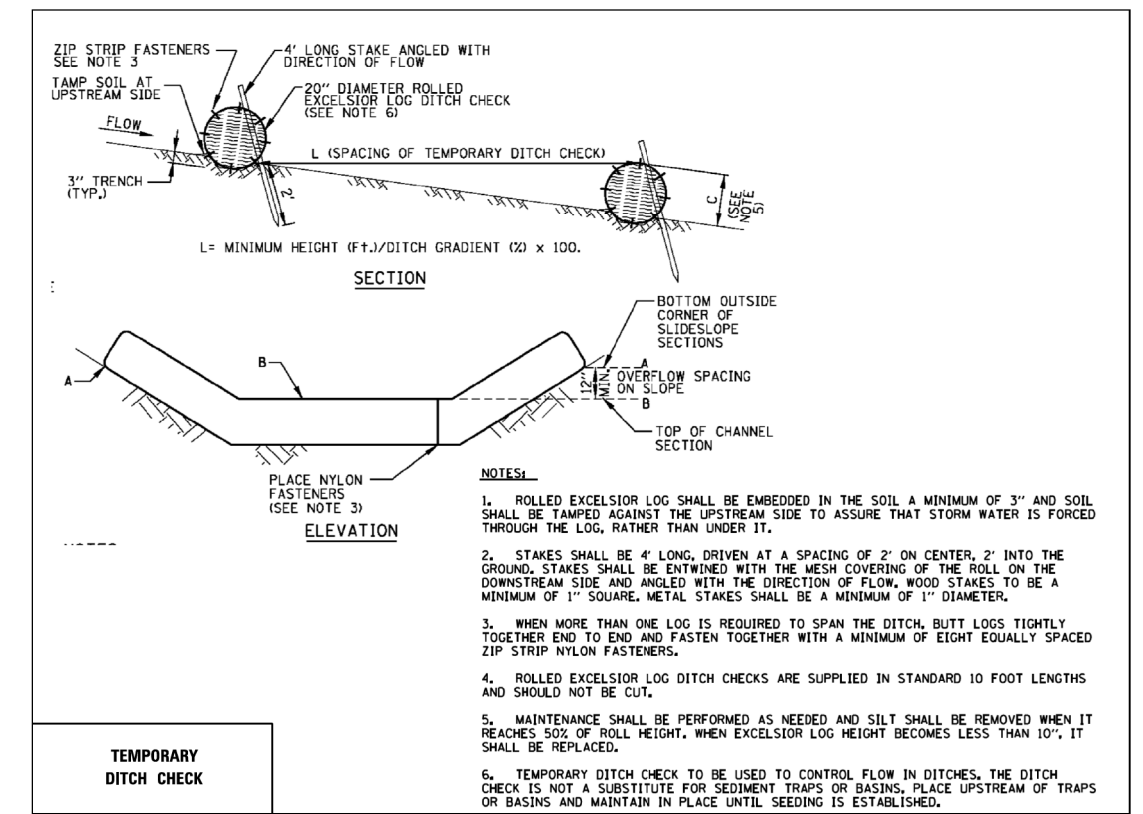 ZIP STRIP FASTENERS
SEE NOTE 3
4' LONG STAKE ANGLED WITH
DIRECTION OF FLOW
TAMP SOIL AT
UPSTREAM SIDE
20" DIAMETER ROLLED
EXCELSIOR LOG DITCH CHECK
(SEE NOTE 6)
FLOW
L (SPACING OF TEMPORARY DITCH CHECK)
3" TRENCH
(TYP.)
2'
C
(SEE
NOTE
5)
L= MINIMUM HEIGHT (Ft.)/DITCH GRADIENT (%) x 100.
SECTION
BOTTOM OUTSIDE
CORNER OF
SLIDESLOPE
SECTIONS
B
A
A
12"
MIN. OVERFLOW SPACING
ON SLOPE
B
TOP OF CHANNEL
SECTION
PLACE NYLON
FASTENERS
(SEE NOTE 3)
ELEVATION
NOTES:
1. ROLLED EXCELSIOR LOG SHALL BE EMBEDDED IN THE SOIL A MINIMUM OF 3" AND SOIL
SHALL BE TAMPED AGAINST THE UPSTREAM SIDE TO ASSURE THAT STORM WATER IS FORCED
THROUGH THE LOG, RATHER THAN UNDER IT.
2. STAKES SHALL BE 4' LONG, DRIVEN AT A SPACING OF 2' ON CENTER, 2' INTO THE
GROUND. STAKES SHALL BE ENTWINED WITH THE MESH COVERING OF THE ROLL ON THE
DOWNSTREAM SIDE AND ANGLED WITH THE DIRECTION OF FLOW. WOOD STAKES TO BE A
MINIMUM OF 1" SQUARE. METAL STAKES SHALL BE A MINIMUM OF 1" DIAMETER.
3. WHEN MORE THAN ONE LOG IS REQUIRED TO SPAN THE DITCH, BUTT LOGS TIGHTLY
TOGETHER END TO END AND FASTEN TOGETHER WITH A MINIMUM OF EIGHT EQUALLY SPACED
ZIP STRIP NYLON FASTENERS.
4. ROLLED EXCELSIOR LOG DITCH CHECKS ARE SUPPLIED IN STANDARD 10 FOOT LENGTHS
AND SHOULD NOT BE CUT.
5. MAINTENANCE SHALL BE PERFORMED AS NEEDED AND SILT SHALL BE REMOVED WHEN IT
REACHES 50% OF ROLL HEIGHT. WHEN EXCELSIOR LOG HEIGHT BECOMES LESS THAN 10", IT
SHALL BE REPLACED.
6. TEMPORARY DITCH CHECK TO BE USED TO CONTROL FLOW IN DITCHES. THE DITCH
CHECK IS NOT A SUBSTITUTE FOR SEDIMENT TRAPS OR BASINS. PLACE UPSTREAM OF TRAPS
OR BASINS AND MAINTAIN IN PLACE UNTIL SEEDING IS ESTABLISHED.
TEMPORARY
DITCH CHECK